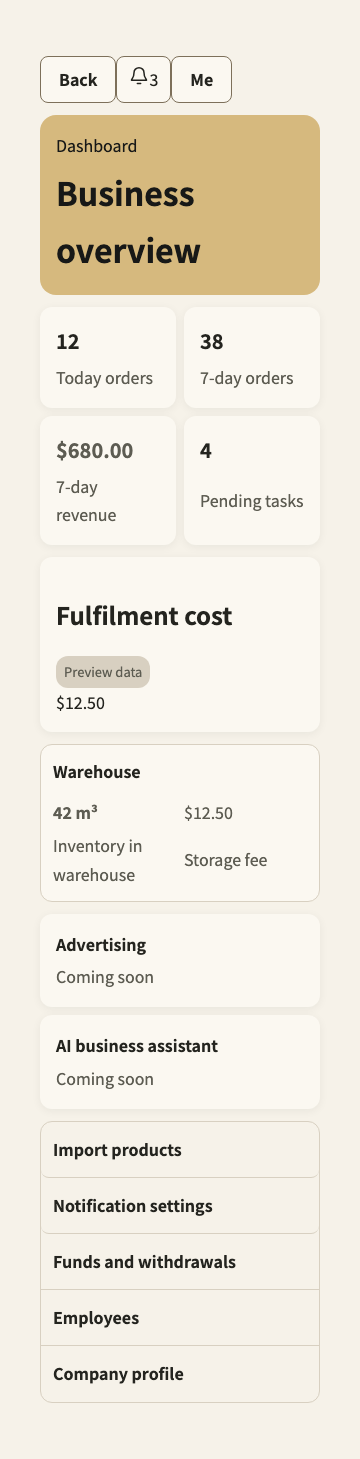 Back 3 Me
Dashboard
Business
overview
12
Today orders
38
7-day orders
$680.00
7-day
revenue
4
Pending tasks
Fulfilment cost
Preview data
$12.50
Warehouse
42 m³
Inventory in
warehouse
$12.50
Storage fee
Advertising
Coming soon
AI business assistant
Coming soon
Import products
Notification settings
Funds and withdrawals
Employees
Company profile